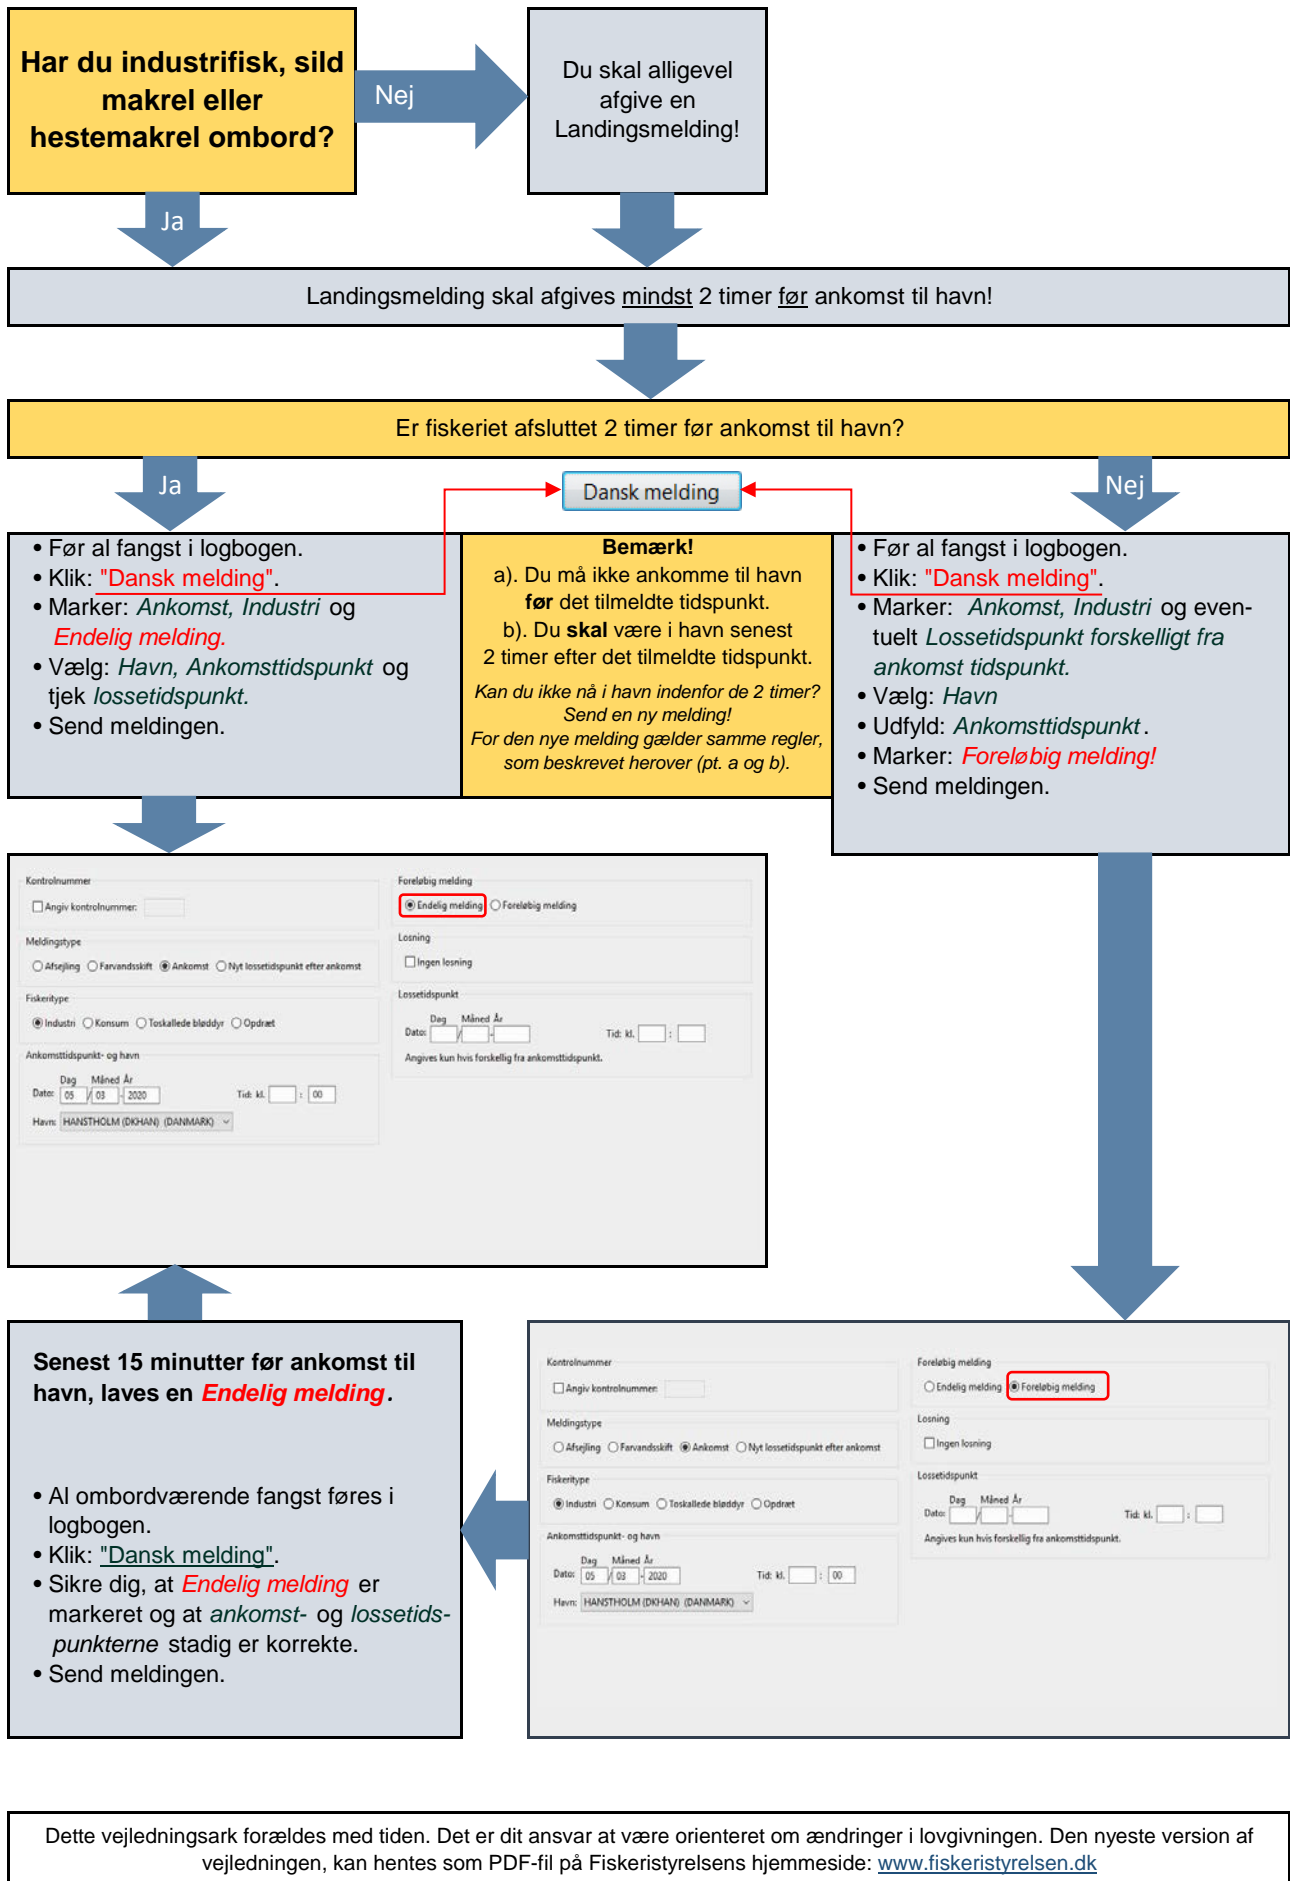 Har du industrifisk, sild
makrel eller
hestemakrel ombord?
Nej
Du skal alligevel
afgive en
Landingsmelding!
Ja
Landingsmelding skal afgives mindst 2 timer før ankomst til havn!
Er fiskeriet afsluttet 2 timer før ankomst til havn?
Ja
Dansk melding
Nej
• Før al fangst i logbogen.
• Klik: "Dansk melding".
• Marker: Ankomst, Industri og
Endelig melding.
• Vælg: Havn, Ankomsttidspunkt og
tjek lossetidspunkt.
• Send meldingen.
Bemærk!
a). Du må ikke ankomme til havn
før det tilmeldte tidspunkt.
b). Du skal være i havn senest
2 timer efter det tilmeldte tidspunkt.
Kan du ikke nå i havn indenfor de 2 timer?
Send en ny melding!
For den nye melding gælder samme regler,
som beskrevet herover (pt. a og b).
• Før al fangst i logbogen.
• Klik: "Dansk melding".
• Marker: Ankomst, Industri og even-
tuelt Lossetidspunkt forskelligt fra
ankomst tidspunkt.
• Vælg: Havn
• Udfyld: Ankomsttidspunkt.
• Marker: Foreløbig melding!
• Send meldingen.
Kontrolnummer
Angiv kontrolnummer:
Meldingstype
Afsejling Farvandsskift Ankomst Nyt lossetidspunkt efter ankomst
Fiskeritype
Industri Konsum Toskallede bløddyr Opdræt
Ankomsttidspunkt- og havn
Dag Måned År
Dato: 05 / 03 - 2020 Tid: kl. : 00
Havn: HANSTHOLM (DKHAN) (DANMARK)
Foreløbig melding
Endelig melding Foreløbig melding
Losning
Ingen losning
Lossetidspunkt
Dag Måned År
Dato: / - Tid: kl. :
Angives kun hvis forskellig fra ankomsttidspunkt.
Senest 15 minutter før ankomst til
havn, laves en Endelig melding.
• Al ombordværende fangst føres i
logbogen.
• Klik: "Dansk melding".
• Sikre dig, at Endelig melding er
markeret og at ankomst- og lossetids-
punkterne stadig er korrekte.
• Send meldingen.
Kontrolnummer
Angiv kontrolnummer:
Meldingstype
Afsejling Farvandsskift Ankomst Nyt lossetidspunkt efter ankomst
Fiskeritype
Industri Konsum Toskallede bløddyr Opdræt
Ankomsttidspunkt- og havn
Dag Måned År
Dato: 05 / 03 - 2020 Tid: kl. : 00
Havn: HANSTHOLM (DKHAN) (DANMARK)
Foreløbig melding
Endelig melding Foreløbig melding
Losning
Ingen losning
Lossetidspunkt
Dag Måned År
Dato: / - Tid: kl. :
Angives kun hvis forskellig fra ankomsttidspunkt.
Dette vejledningsark forældes med tiden. Det er dit ansvar at være orienteret om ændringer i lovgivningen. Den nyeste version af
vejledningen, kan hentes som PDF-fil på Fiskeristyrelsens hjemmeside: www.fiskeristyrelsen.dk